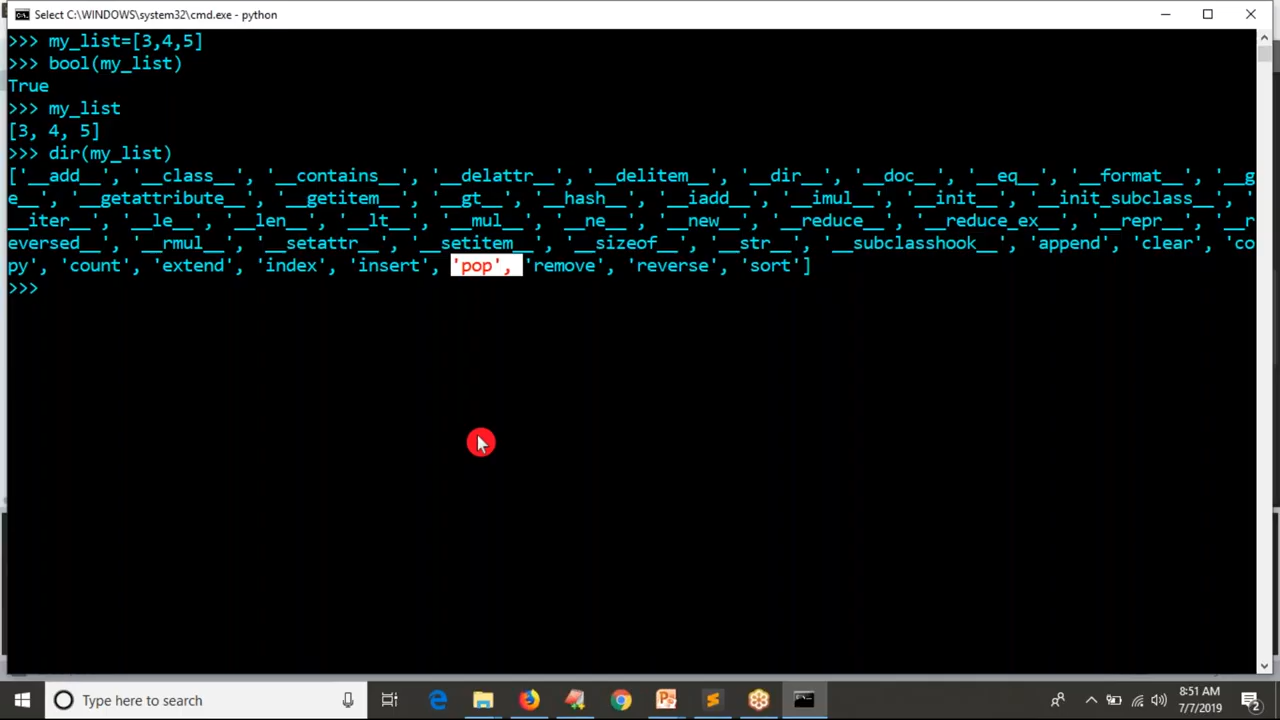 Select C:\WINDOWS\system32\cmd.exe - python
>>> my_list=[3,4,5]
>>> bool(my_list)
True
>>> my_list
[3, 4, 5]
>>> dir(my_list)
['__add__', '__class__', '__contains__', '__delattr__', '__delitem__', '__dir__', '__doc__', '__eq__', '__format__', '__g
e__', '__getattribute__', '__getitem__', '__gt__', '__hash__', '__iadd__', '__imul__', '__init__', '__init_subclass__', '
__iter__', '__le__', '__len__', '__lt__', '__mul__', '__ne__', '__new__', '__reduce__', '__reduce_ex__', '__repr__', '__r
eversed__', '__rmul__', '__setattr__', '__setitem__', '__sizeof__', '__str__', '__subclasshook__', 'append', 'clear', 'co
py', 'count', 'extend', 'index', 'insert', 'pop', 'remove', 'reverse', 'sort']
>>>
Type here to search
8:51 AM
7/7/2019
2